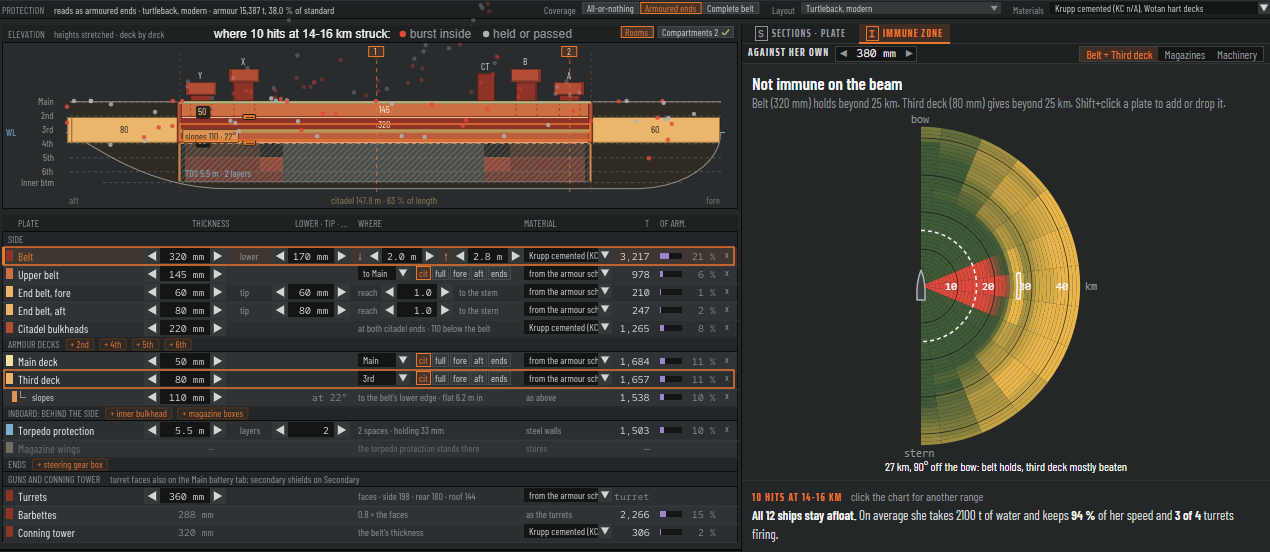 PROTECTION reads as armoured ends · turtleback, modern · armour 15,387 t, 38.0 % of standard Coverage All-or-nothing Armoured ends Complete belt Layout Turtleback, modern Materials Krupp cemented (KC n/A), Wotan hart decks
ELEVATION heights stretched · deck by deck where 10 hits at 14-16 km struck: burst inside held or passed Rooms Compartments 2 ✓
1 2
Y X CT B A
Main
2nd
3rd
4th
5th
6th
Inner btm
WL
50 145
320
80 60
slopes 110 · 22°
TDS 5.5 m · 2 layers
aft citadel 147.8 m · 63 % of length fore
PLATE THICKNESS LOWER · TIP · ... WHERE MATERIAL T OF ARM.
SIDE
Belt 320 mm lower 170 mm ↓ 2.0 m ↑ 2.8 m Krupp cemented (KC 3,217 21 % x
Upper belt 145 mm to Main cit full fore aft ends from the armour sch 978 6 % x
End belt, fore 60 mm tip 60 mm reach 1.0 to the stern from the armour sch 210 1 % x
End belt, aft 80 mm tip 80 mm reach 1.0 to the stern from the armour sch 247 2 % x
Citadel bulkheads 220 mm at both citadel ends · 110 below the belt Krupp cemented (KC 1,265 8 % x
ARMOUR DECKS + 2nd + 4th + 5th + 6th
Main deck 50 mm Main cit full fore aft ends from the armour sch 1,684 11 % x
Third deck 80 mm 3rd cit full fore aft ends from the armour sch 1,657 11 % x
slopes 110 mm at 22° to the belt's lower edge · flat 6.2 m in as above 1,538 10 % x
INBOARD: BEHIND THE SIDE + inner bulkhead + magazine boxes
Torpedo protection 5.5 m layers 2 2 spaces · holding 33 mm steel walls 1,503 10 % x
Magazine wings — the torpedo protection stands there stores —
ENDS + steering gear box
GUNS AND CONNING TOWER turret faces also on the Main battery tab; secondary shields on Secondary
Turrets 360 mm faces · side 198 · rear 180 · roof 144 from the armour sch turret
Barbettes 288 mm 0.8 × the faces as the turrets 2,266 15 %
Conning tower 320 mm the belt's thickness Krupp cemented (KC 306 2 %
S SECTIONS · PLATE I IMMUNE ZONE
AGAINST HER OWN 380 mm Belt + Third deck Magazines Machinery
Not immune on the beam
Belt (320 mm) holds beyond 25 km. Third deck (80 mm) gives beyond 25 km. Shift+click a plate to add or drop it.
bow
10 20 30 40 km
stern
27 km, 90° off the bow: belt holds, third deck mostly beaten
10 HITS AT 14-16 KM click the chart for another range
All 12 ships stay afloat. On average she takes 2100 t of water and keeps 94 % of her speed and 3 of 4 turrets
firing.